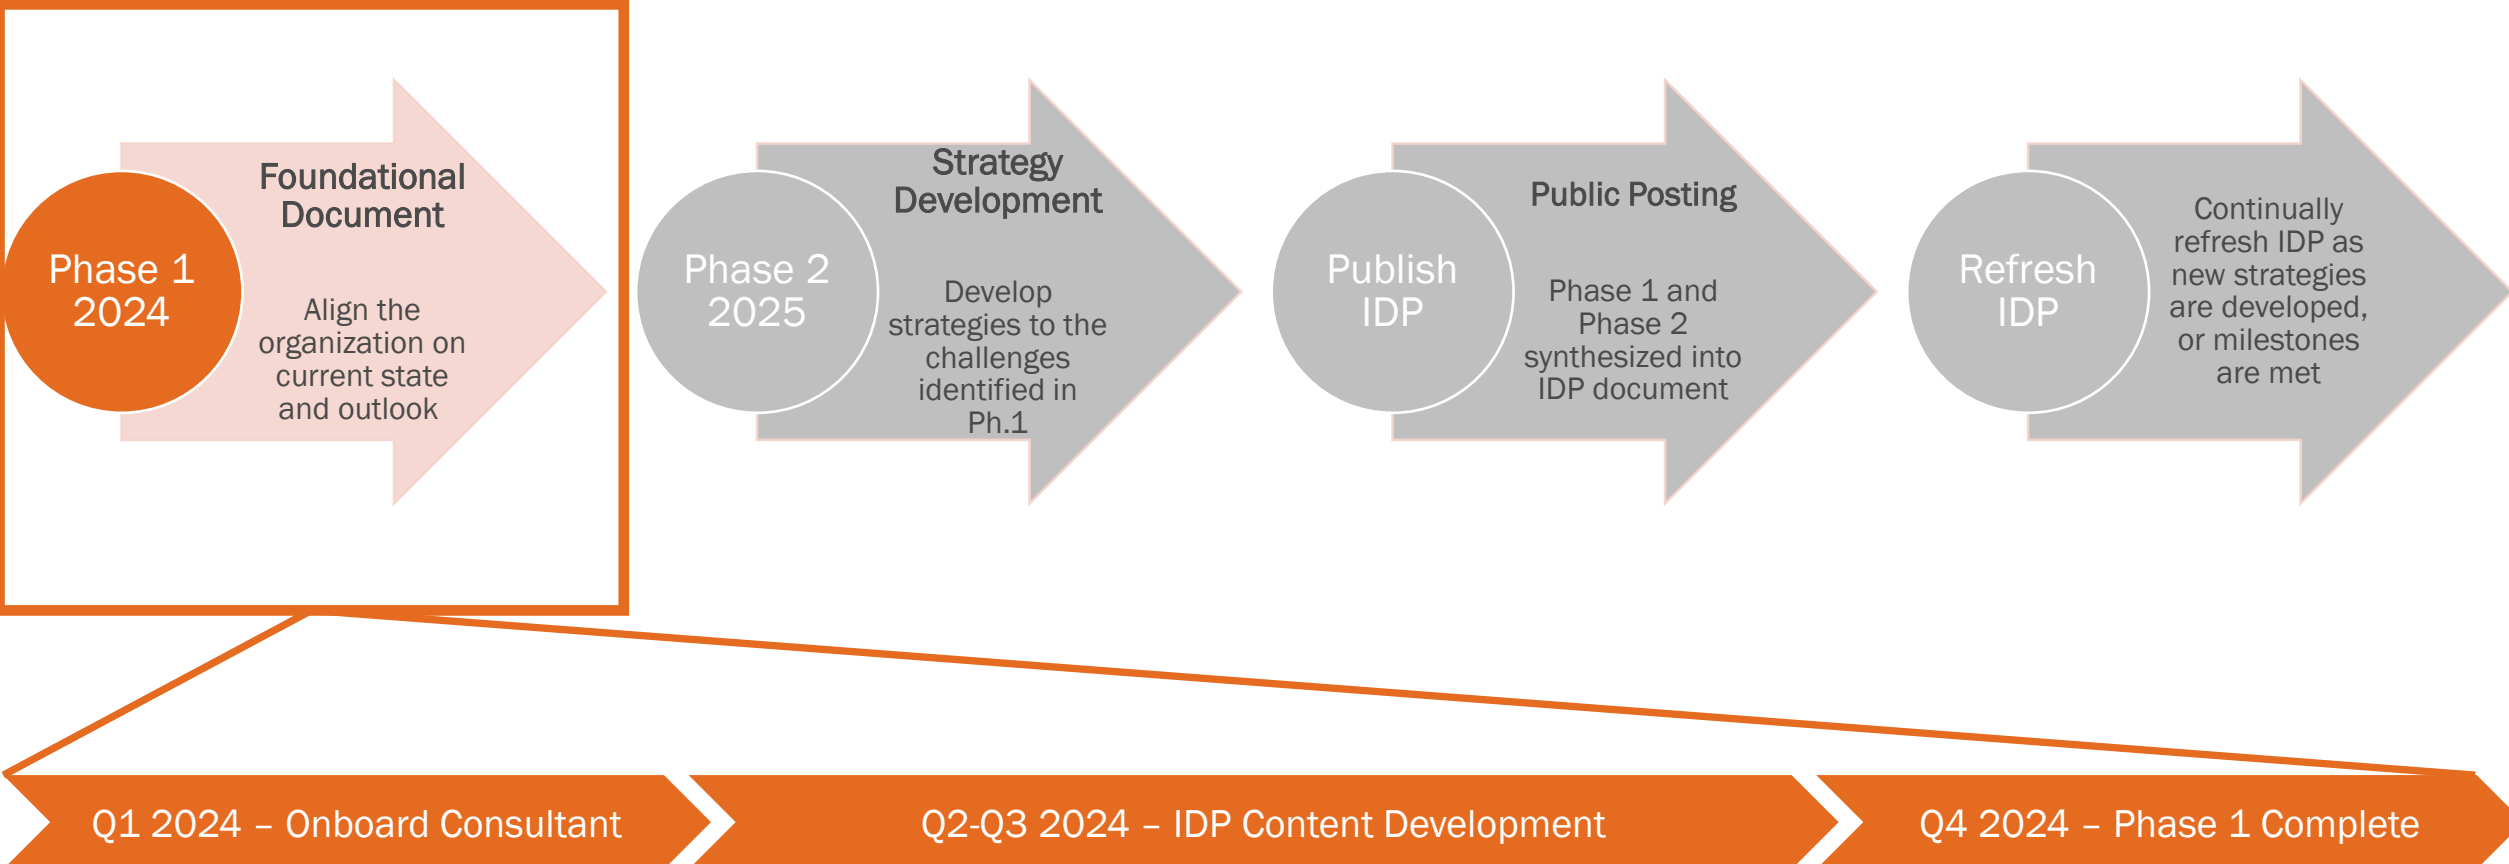 Phase 1
2024
Foundational
Document
Align the
organization on
current state
and outlook
Phase 2
2025
Strategy
Development
Develop
strategies to the
challenges
identified in
Ph.1
Publish
IDP
Public Posting
Phase 1 and
Phase 2
synthesized into
IDP document
Refresh
IDP
Continually
refresh IDP as
new strategies
are developed,
or milestones
are met
Q1 2024 – Onboard Consultant
Q2-Q3 2024 – IDP Content Development
Q4 2024 – Phase 1 Complete